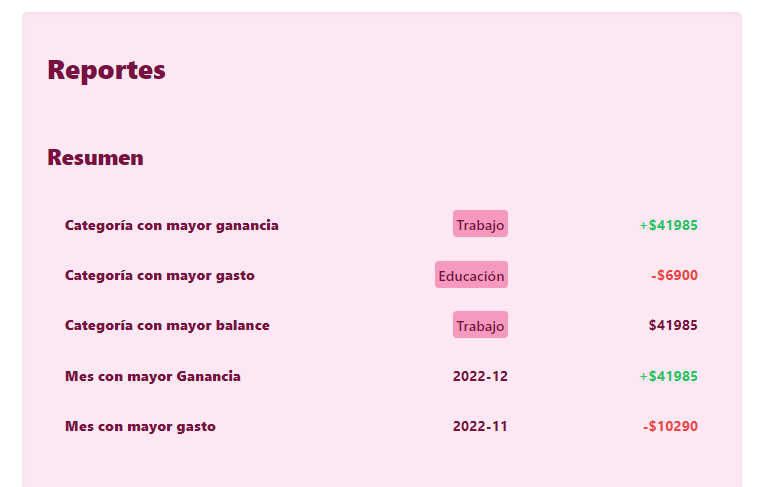 Reportes
Resumen
Categoría con mayor ganancia Trabajo +$41985
Categoría con mayor gasto Educación -$6900
Categoría con mayor balance Trabajo $41985
Mes con mayor Ganancia 2022-12 +$41985
Mes con mayor gasto 2022-11 -$10290